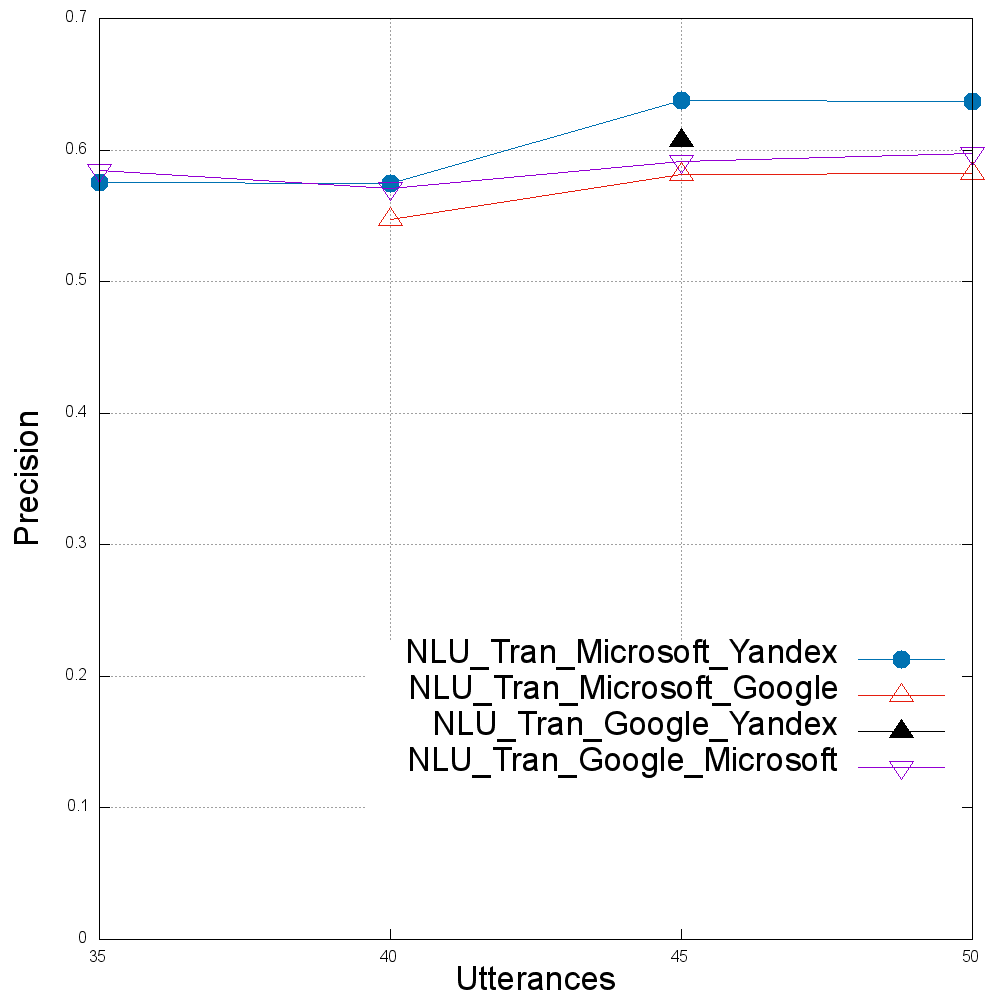 0.7
0.6
0.5
0.4
0.3
0.2
0.1
0
Precision
NLU_Tran_Microsoft_Yandex
NLU_Tran_Microsoft_Google
NLU_Tran_Google_Yandex
NLU_Tran_Google_Microsoft
35 40 45 50
Utterances